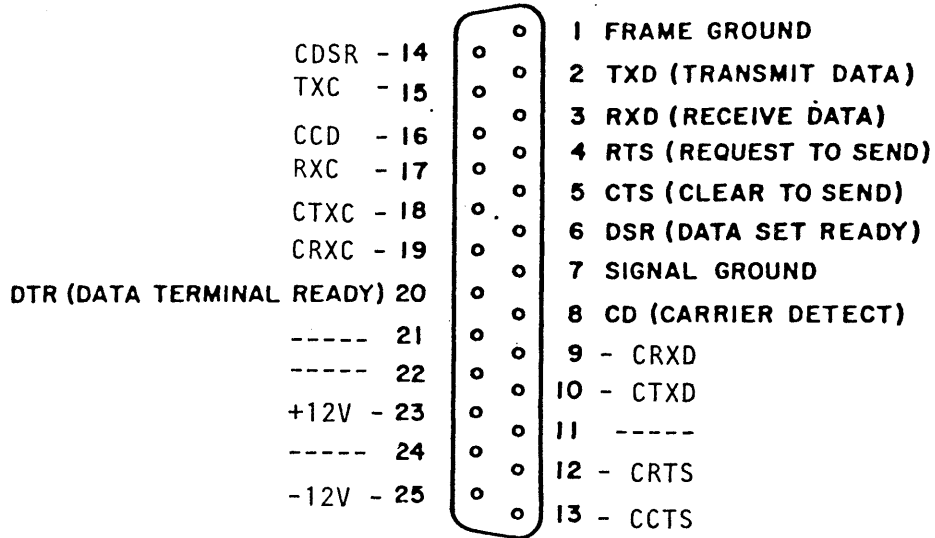 CDSR - 14
TXC - 15
CCD - 16
RXC - 17
CTXC - 18
CRXC - 19
DTR (DATA TERMINAL READY) 20
----- 21
----- 22
+12V - 23
----- 24
-12V - 25
1 FRAME GROUND
2 TXD (TRANSMIT DATA)
3 RXD (RECEIVE DATA)
4 RTS (REQUEST TO SEND)
5 CTS (CLEAR TO SEND)
6 DSR (DATA SET READY)
7 SIGNAL GROUND
8 CD (CARRIER DETECT)
9 - CRXD
10 - CTXD
11 -----
12 - CRTS
13 - CCTS